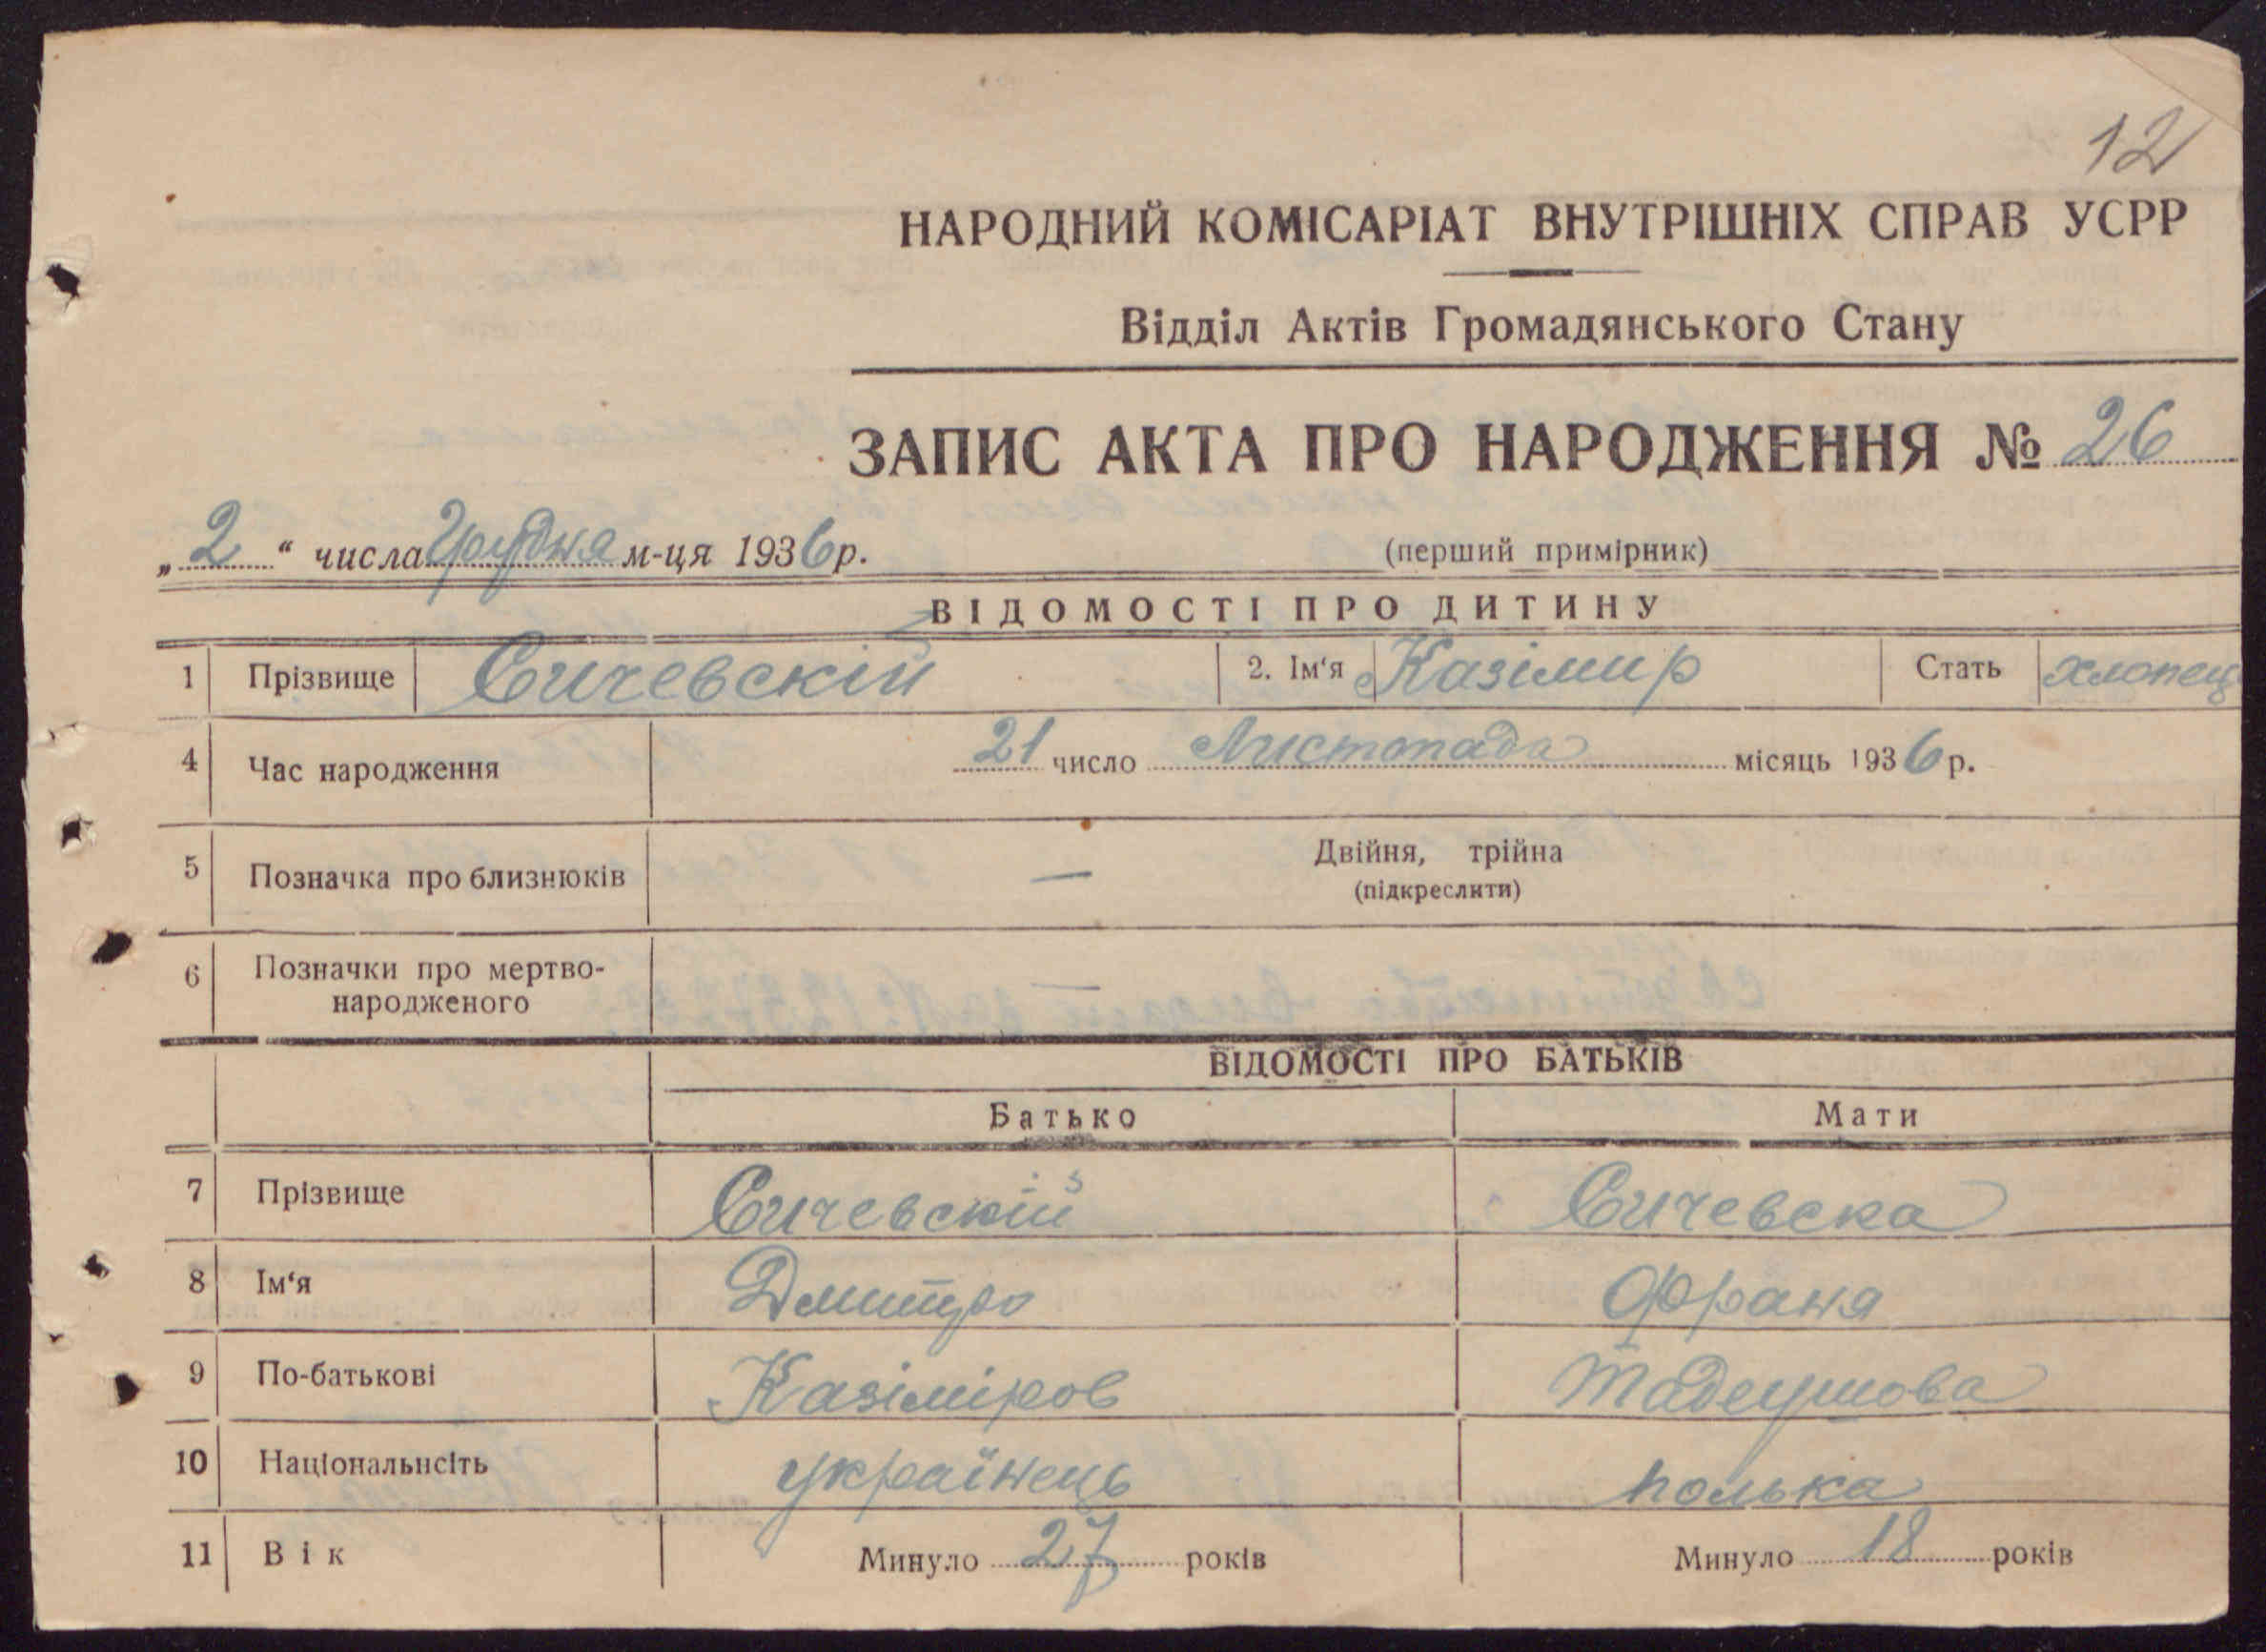 12
НАРОДНИЙ КОМІСАРІАТ ВНУТРІШНІХ СПРАВ УСРР
Відділ Актів Громадянського Стану
ЗАПИС АКТА ПРО НАРОДЖЕННЯ № 26
„2“ числа Грудня м-ця 1936 р.
(перший примірник)
ВІДОМОСТІ ПРО ДИТИНУ
1 Прізвище Сичевскій 2. Ім‘я Казімир Стать хлопець
4 Час народження 21 число Листопада місяць 1936 р.
5 Позначка про близнюків — Двійня, трійна
(підкреслити)
6 Позначки про мертво-
народженого —
ВІДОМОСТІ ПРО БАТЬКІВ
Батько Мати
7 Прізвище Сичевскій Сичевска
8 Ім‘я Дмитро Франя
9 По-батькові Казіміров Тадеушова
10 Національнсіть українець полька
11 Вік Минуло 27 років Минуло 18 років